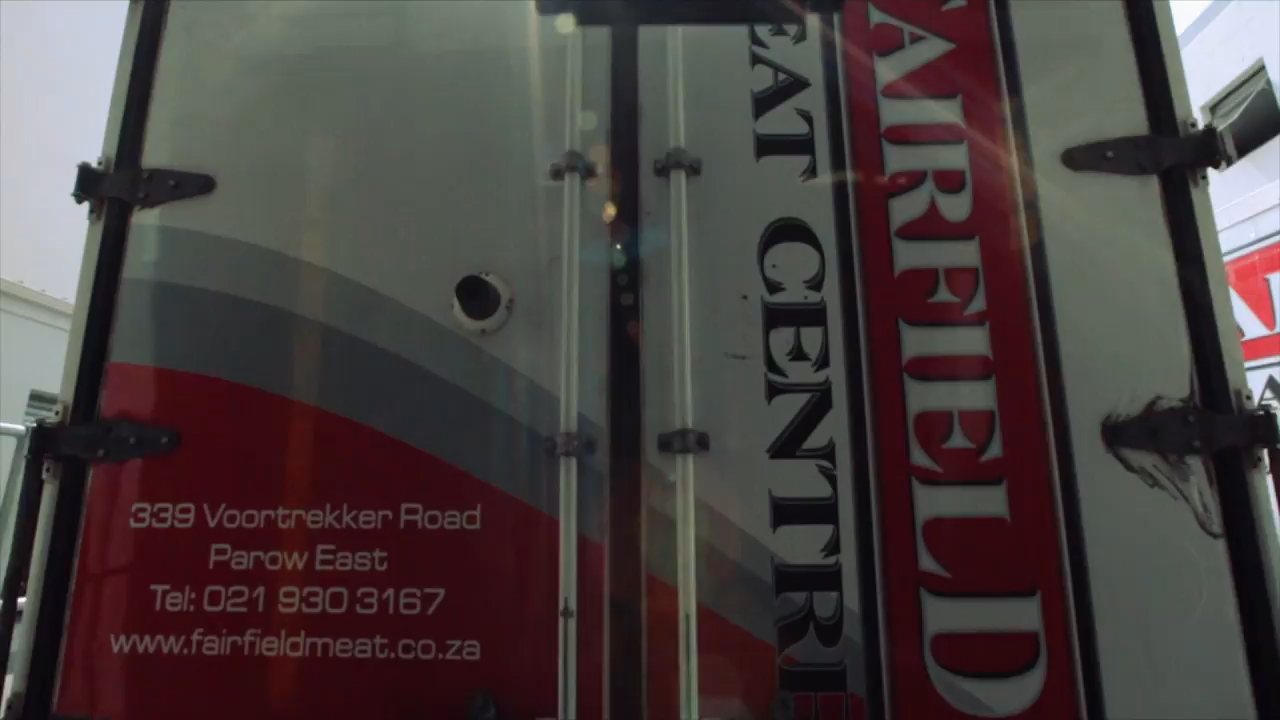 FAIRFIELD
EAT CENTRE
339 Voortrekker Road
Parow East
Tel: 021 930 3167
www.fairfieldmeat.co.za